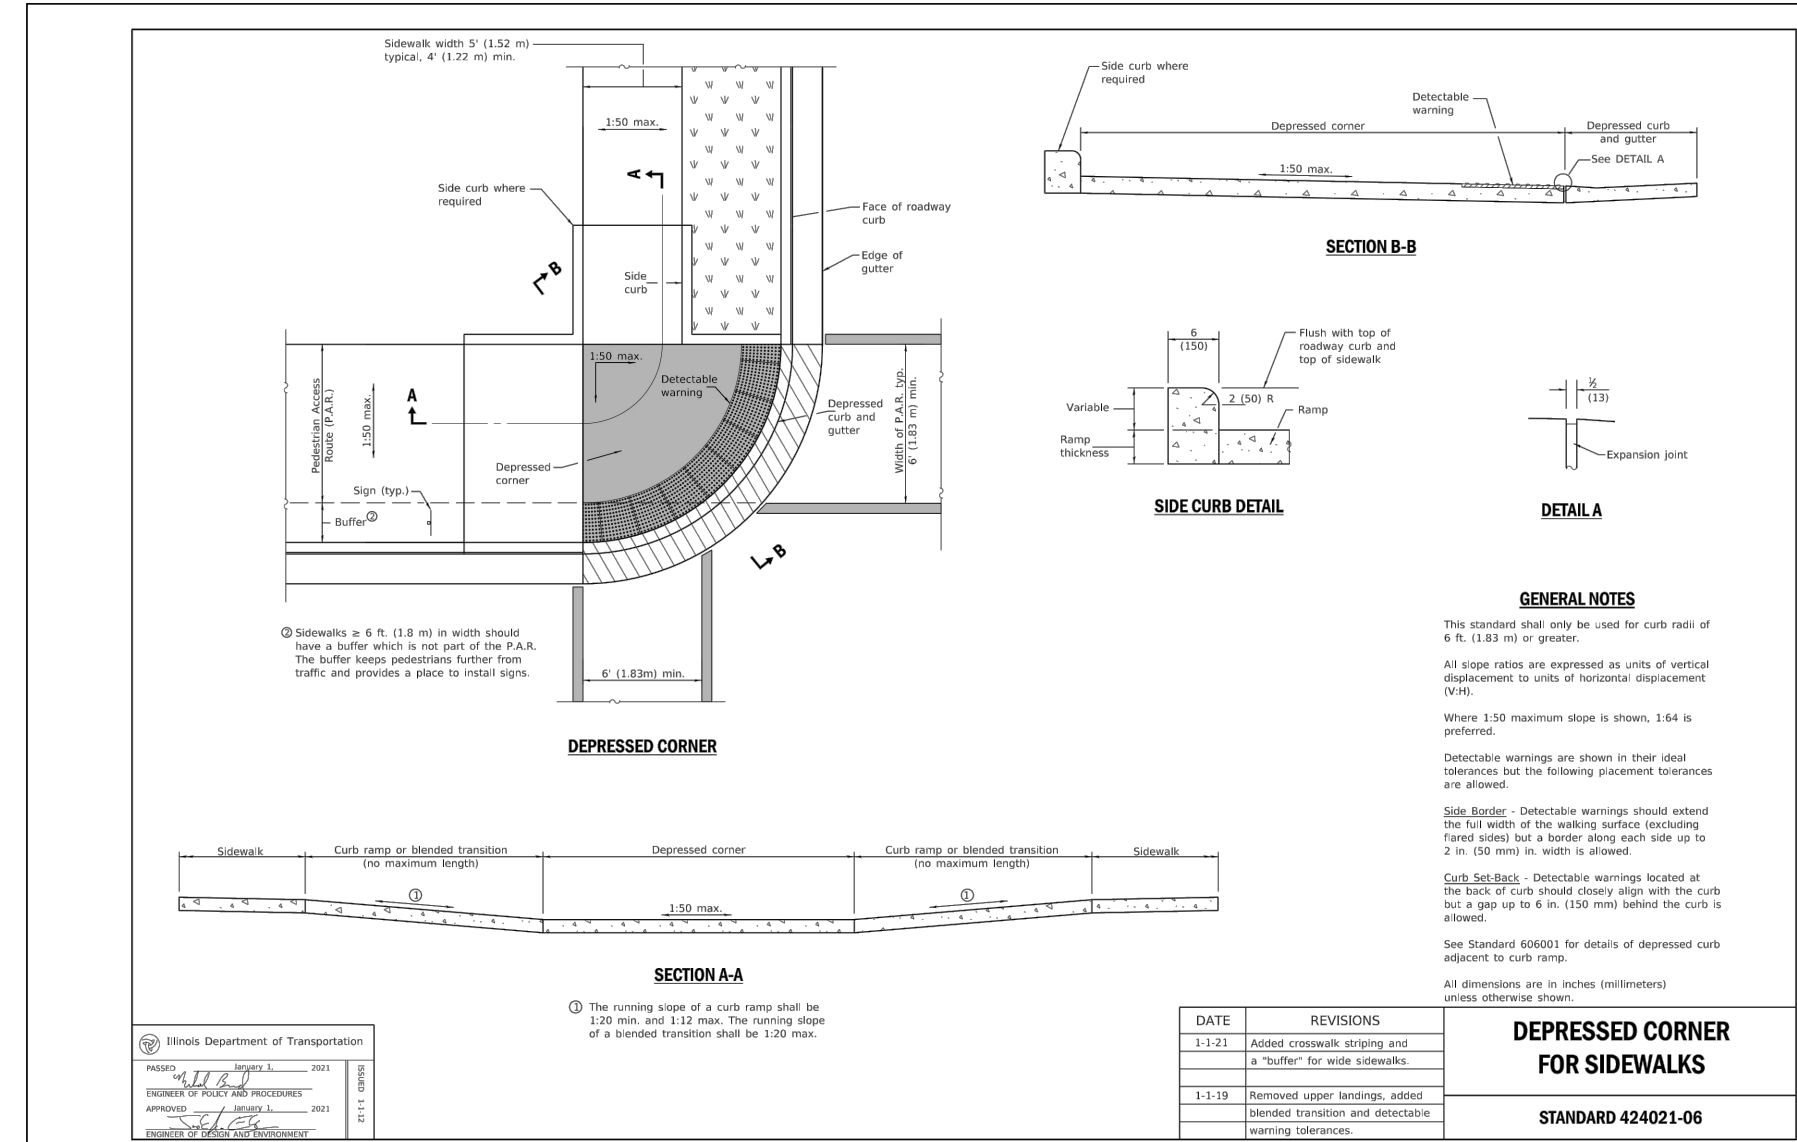 Sidewalk width 5' (1.52 m)
typical, 4' (1.22 m) min.
1:50 max.
A
Side curb where
required
Face of roadway
curb
B
Edge of
gutter
Side
curb
1:50 max.
Detectable
warning
Pedestrian Access
Route (P.A.R.)
1:50 max.
A
Depressed
curb and
gutter
Width of P.A.R. typ.
6' (1.83 m) min.
Depressed
corner
Sign (typ.)
Buffer ②
B
② Sidewalks ≥ 6 ft. (1.8 m) in width should
have a buffer which is not part of the P.A.R.
The buffer keeps pedestrians further from
traffic and provides a place to install signs.
6' (1.83m) min.
DEPRESSED CORNER
Side curb where
required
Detectable
warning
Depressed corner
Depressed curb
and gutter
See DETAIL A
1:50 max.
SECTION B-B
6
(150)
Flush with top of
roadway curb and
top of sidewalk
2 (50) R
Variable
Ramp
Ramp
thickness
SIDE CURB DETAIL
½
(13)
Expansion joint
DETAIL A
GENERAL NOTES
This standard shall only be used for curb radii of
6 ft. (1.83 m) or greater.
All slope ratios are expressed as units of vertical
displacement to units of horizontal displacement
(V:H).
Where 1:50 maximum slope is shown, 1:64 is
preferred.
Detectable warnings are shown in their ideal
tolerances but the following placement tolerances
are allowed.
Side Border - Detectable warnings should extend
the full width of the walking surface (excluding
flared sides) but a border along each side up to
2 in. (50 mm) in. width is allowed.
Curb Set-Back - Detectable warnings located at
the back of curb should closely align with the curb
but a gap up to 6 in. (150 mm) behind the curb is
allowed.
See Standard 606001 for details of depressed curb
adjacent to curb ramp.
All dimensions are in inches (millimeters)
unless otherwise shown.
Sidewalk
Curb ramp or blended transition
(no maximum length)
Depressed corner
Curb ramp or blended transition
(no maximum length)
Sidewalk
①
1:50 max.
①
SECTION A-A
① The running slope of a curb ramp shall be
1:20 min. and 1:12 max. The running slope
of a blended transition shall be 1:20 max.
Illinois Department of Transportation
PASSED January 1, 2021
ENGINEER OF POLICY AND PROCEDURES
APPROVED January 1, 2021
ENGINEER OF DESIGN AND ENVIRONMENT
ISSUED 1-1-12
DATE REVISIONS
1-1-21 Added crosswalk striping and
a "buffer" for wide sidewalks.
1-1-19 Removed upper landings, added
blended transition and detectable
warning tolerances.
DEPRESSED CORNER
FOR SIDEWALKS
STANDARD 424021-06